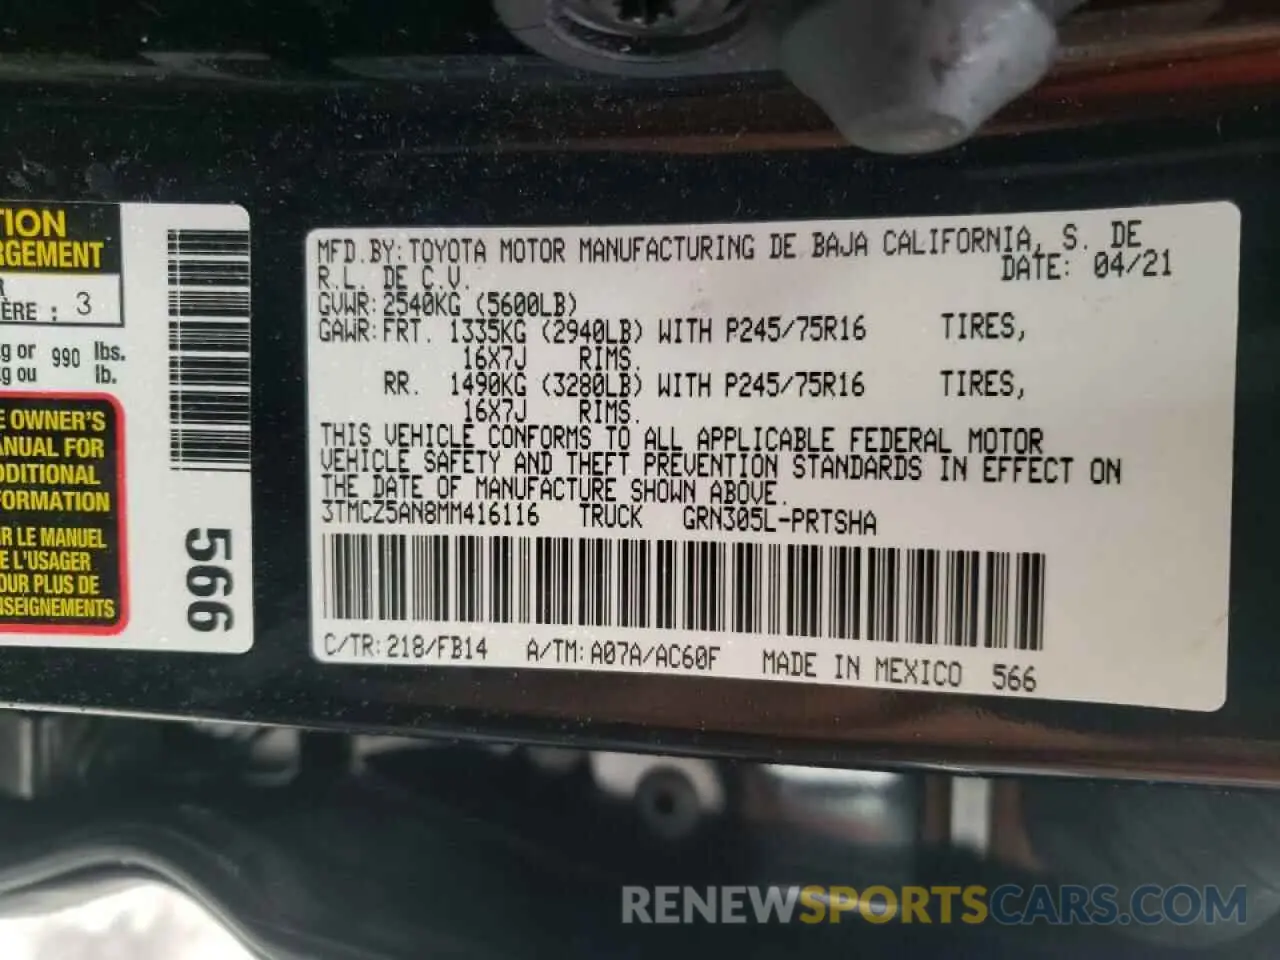 TION
RGEMENT
R
ÈRE : 3
g or 990 lbs.
g ou lb.
E OWNER'S
ANUAL FOR
DDITIONAL
FORMATION
R LE MANUEL
E L'USAGER
OUR PLUS DE
NSEIGNEMENTS
566
MFD.BY: TOYOTA MOTOR MANUFACTURING DE BAJA CALIFORNIA, S. DE
R.L. DE C.V. DATE: 04/21
GVWR: 2540KG (5600LB)
GAWR: FRT. 1335KG (2940LB) WITH P245/75R16 TIRES,
16X7J RIMS.
RR. 1490KG (3280LB) WITH P245/75R16 TIRES,
16X7J RIMS.
THIS VEHICLE CONFORMS TO ALL APPLICABLE FEDERAL MOTOR
VEHICLE SAFETY AND THEFT PREVENTION STANDARDS IN EFFECT ON
THE DATE OF MANUFACTURE SHOWN ABOVE.
3TMCZ5AN8MM416116 TRUCK GRN305L-PRTSHA
C/TR: 218/FB14 A/TM: A07A/AC60F MADE IN MEXICO 566
RENEWSPORTSCARS.COM